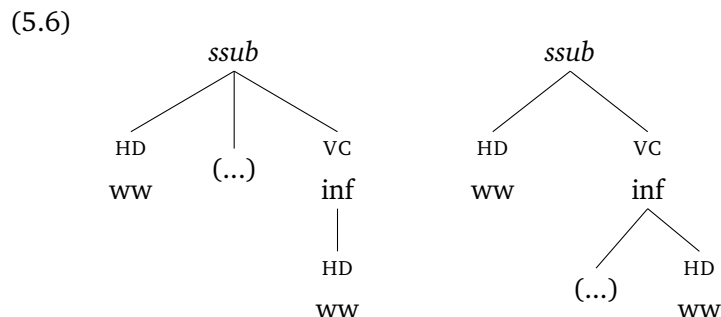 (5.6)
ssub ssub
HD (...) VC HD VC
ww inf ww inf
HD (...) HD
ww ww